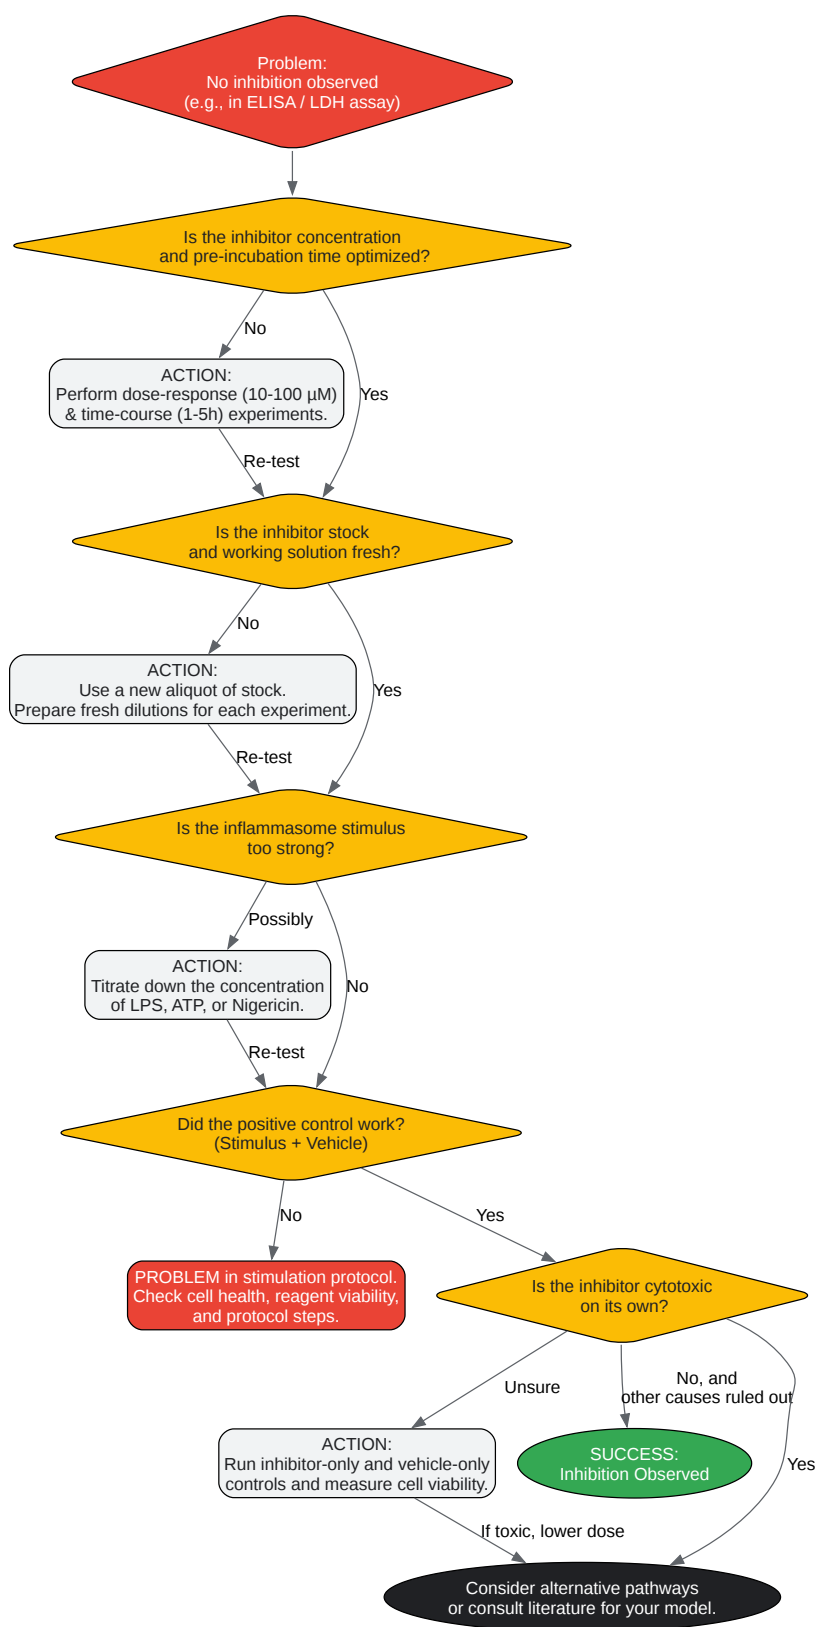 Problem:
No inhibition observed
(e.g., in ELISA / LDH assay)
Is the inhibitor concentration
and pre-incubation time optimized?
No
ACTION:
Perform dose-response (10-100 µM)
& time-course (1-5h) experiments.
Yes
Re-test
Is the inhibitor stock
and working solution fresh?
No
ACTION:
Use a new aliquot of stock.
Prepare fresh dilutions for each experiment.
Yes
Re-test
Is the inflammasome stimulus
too strong?
Possibly
ACTION:
Titrate down the concentration
of LPS, ATP, or Nigericin.
No
Re-test
Did the positive control work?
(Stimulus + Vehicle)
No
Yes
PROBLEM in stimulation protocol.
Check cell health, reagent viability,
and protocol steps.
Is the inhibitor cytotoxic
on its own?
Unsure
No, and
other causes ruled out
ACTION:
Run inhibitor-only and vehicle-only
controls and measure cell viability.
SUCCESS:
Inhibition Observed
Yes
If toxic, lower dose
Consider alternative pathways
or consult literature for your model.